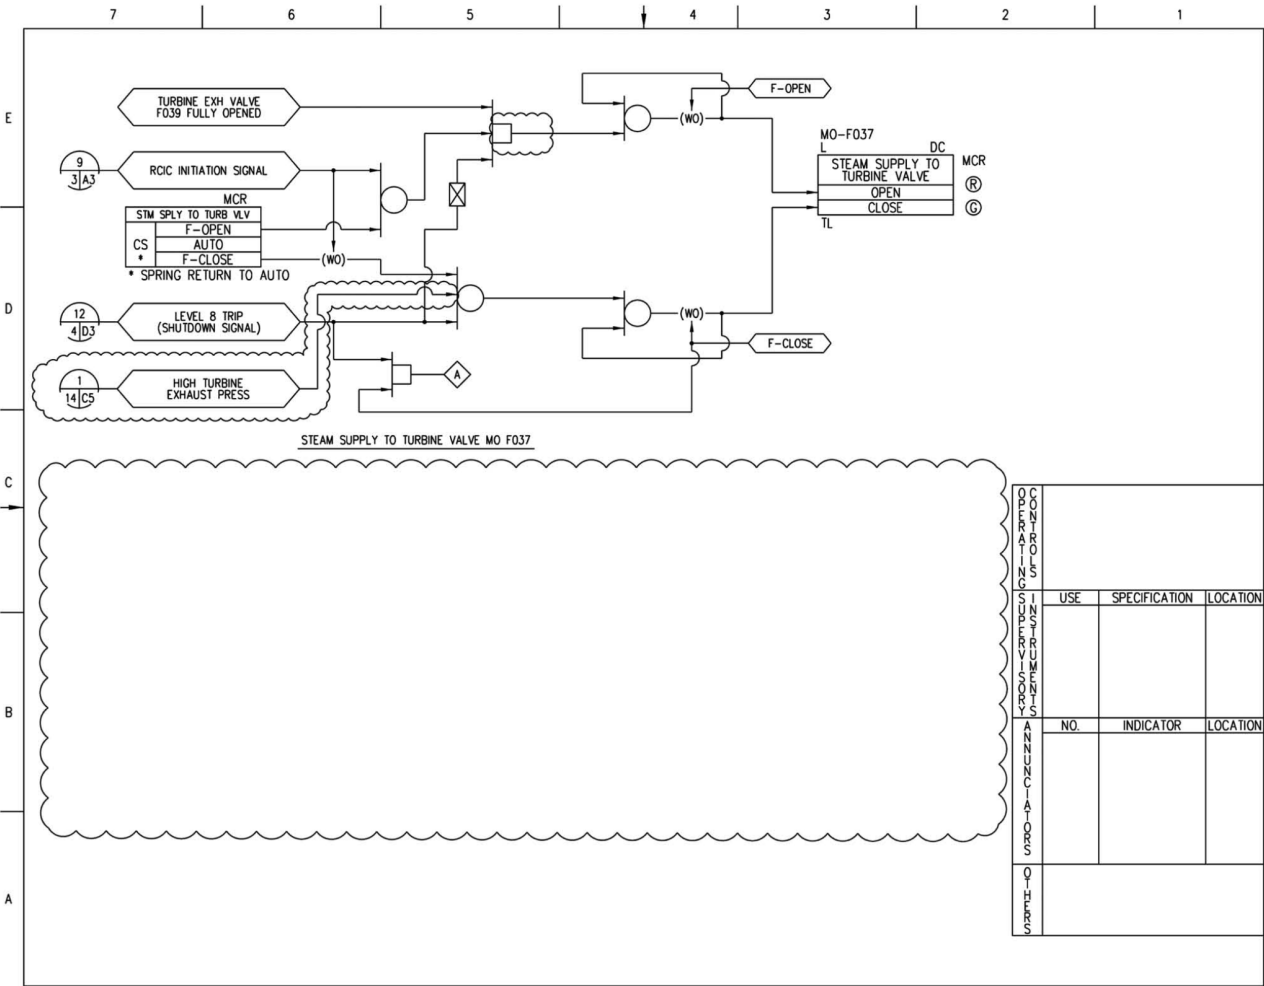 7 6 5 4 3 2 1
E
D
C
B
A
TURBINE EXH VALVE
F039 FULLY OPENED
F-OPEN
(WO)
9
3 A3
RCIC INITIATION SIGNAL
MO-F037
L DC
STEAM SUPPLY TO
TURBINE VALVE
OPEN
CLOSE
TL
MCR
R
G
MCR
STM SPLY TO TURB VLV
CS
*
F-OPEN
AUTO
F-CLOSE
(WO)
* SPRING RETURN TO AUTO
12
4 D3
LEVEL 8 TRIP
(SHUTDOWN SIGNAL)
(WO)
F-CLOSE
1
14 C5
HIGH TURBINE
EXHAUST PRESS
A
STEAM SUPPLY TO TURBINE VALVE MO F037
OPERATING
CONTROLS
SUPERVISORY
INSTRUMENTS
USE SPECIFICATION LOCATION
ANNUNCIATORS
NO. INDICATOR LOCATION
OTHERS